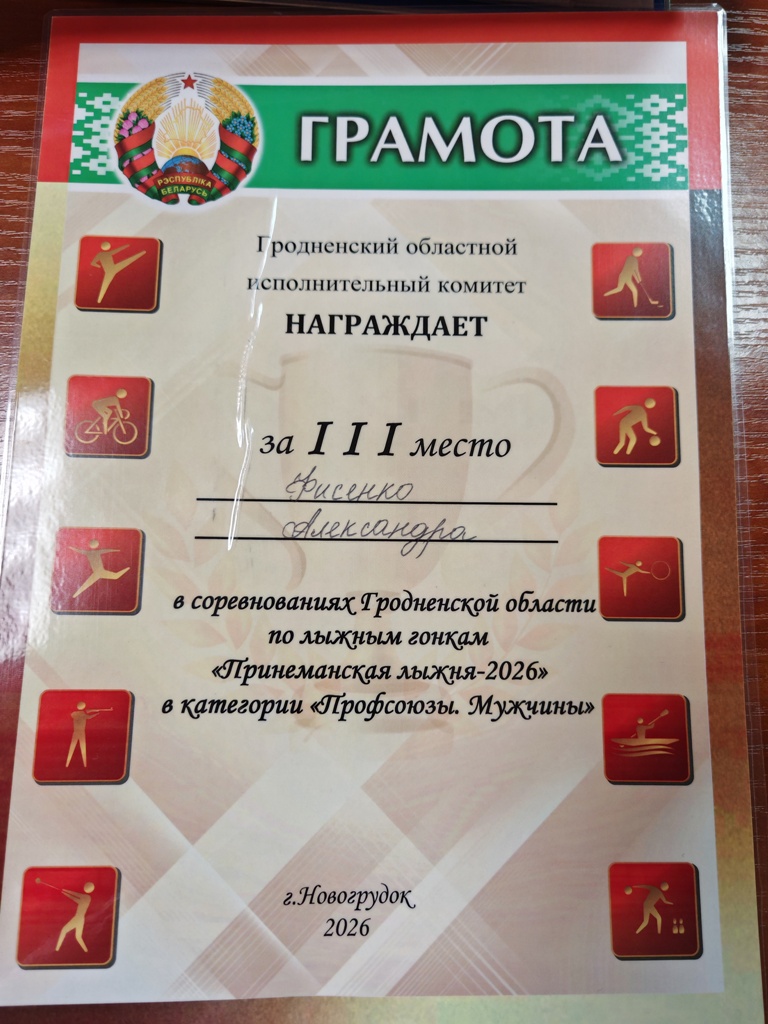 РЭСПУБЛІКА
БЕЛАРУСЬ
ГРАМОТА
Гродненский областной
исполнительный комитет
НАГРАЖДАЕТ
за I I I место
Фисенко
Александра
в соревнованиях Гродненской области
по лыжным гонкам
«Принеманская лыжня-2026»
в категории «Профсоюзы. Мужчины»
г.Новогрудок
2026